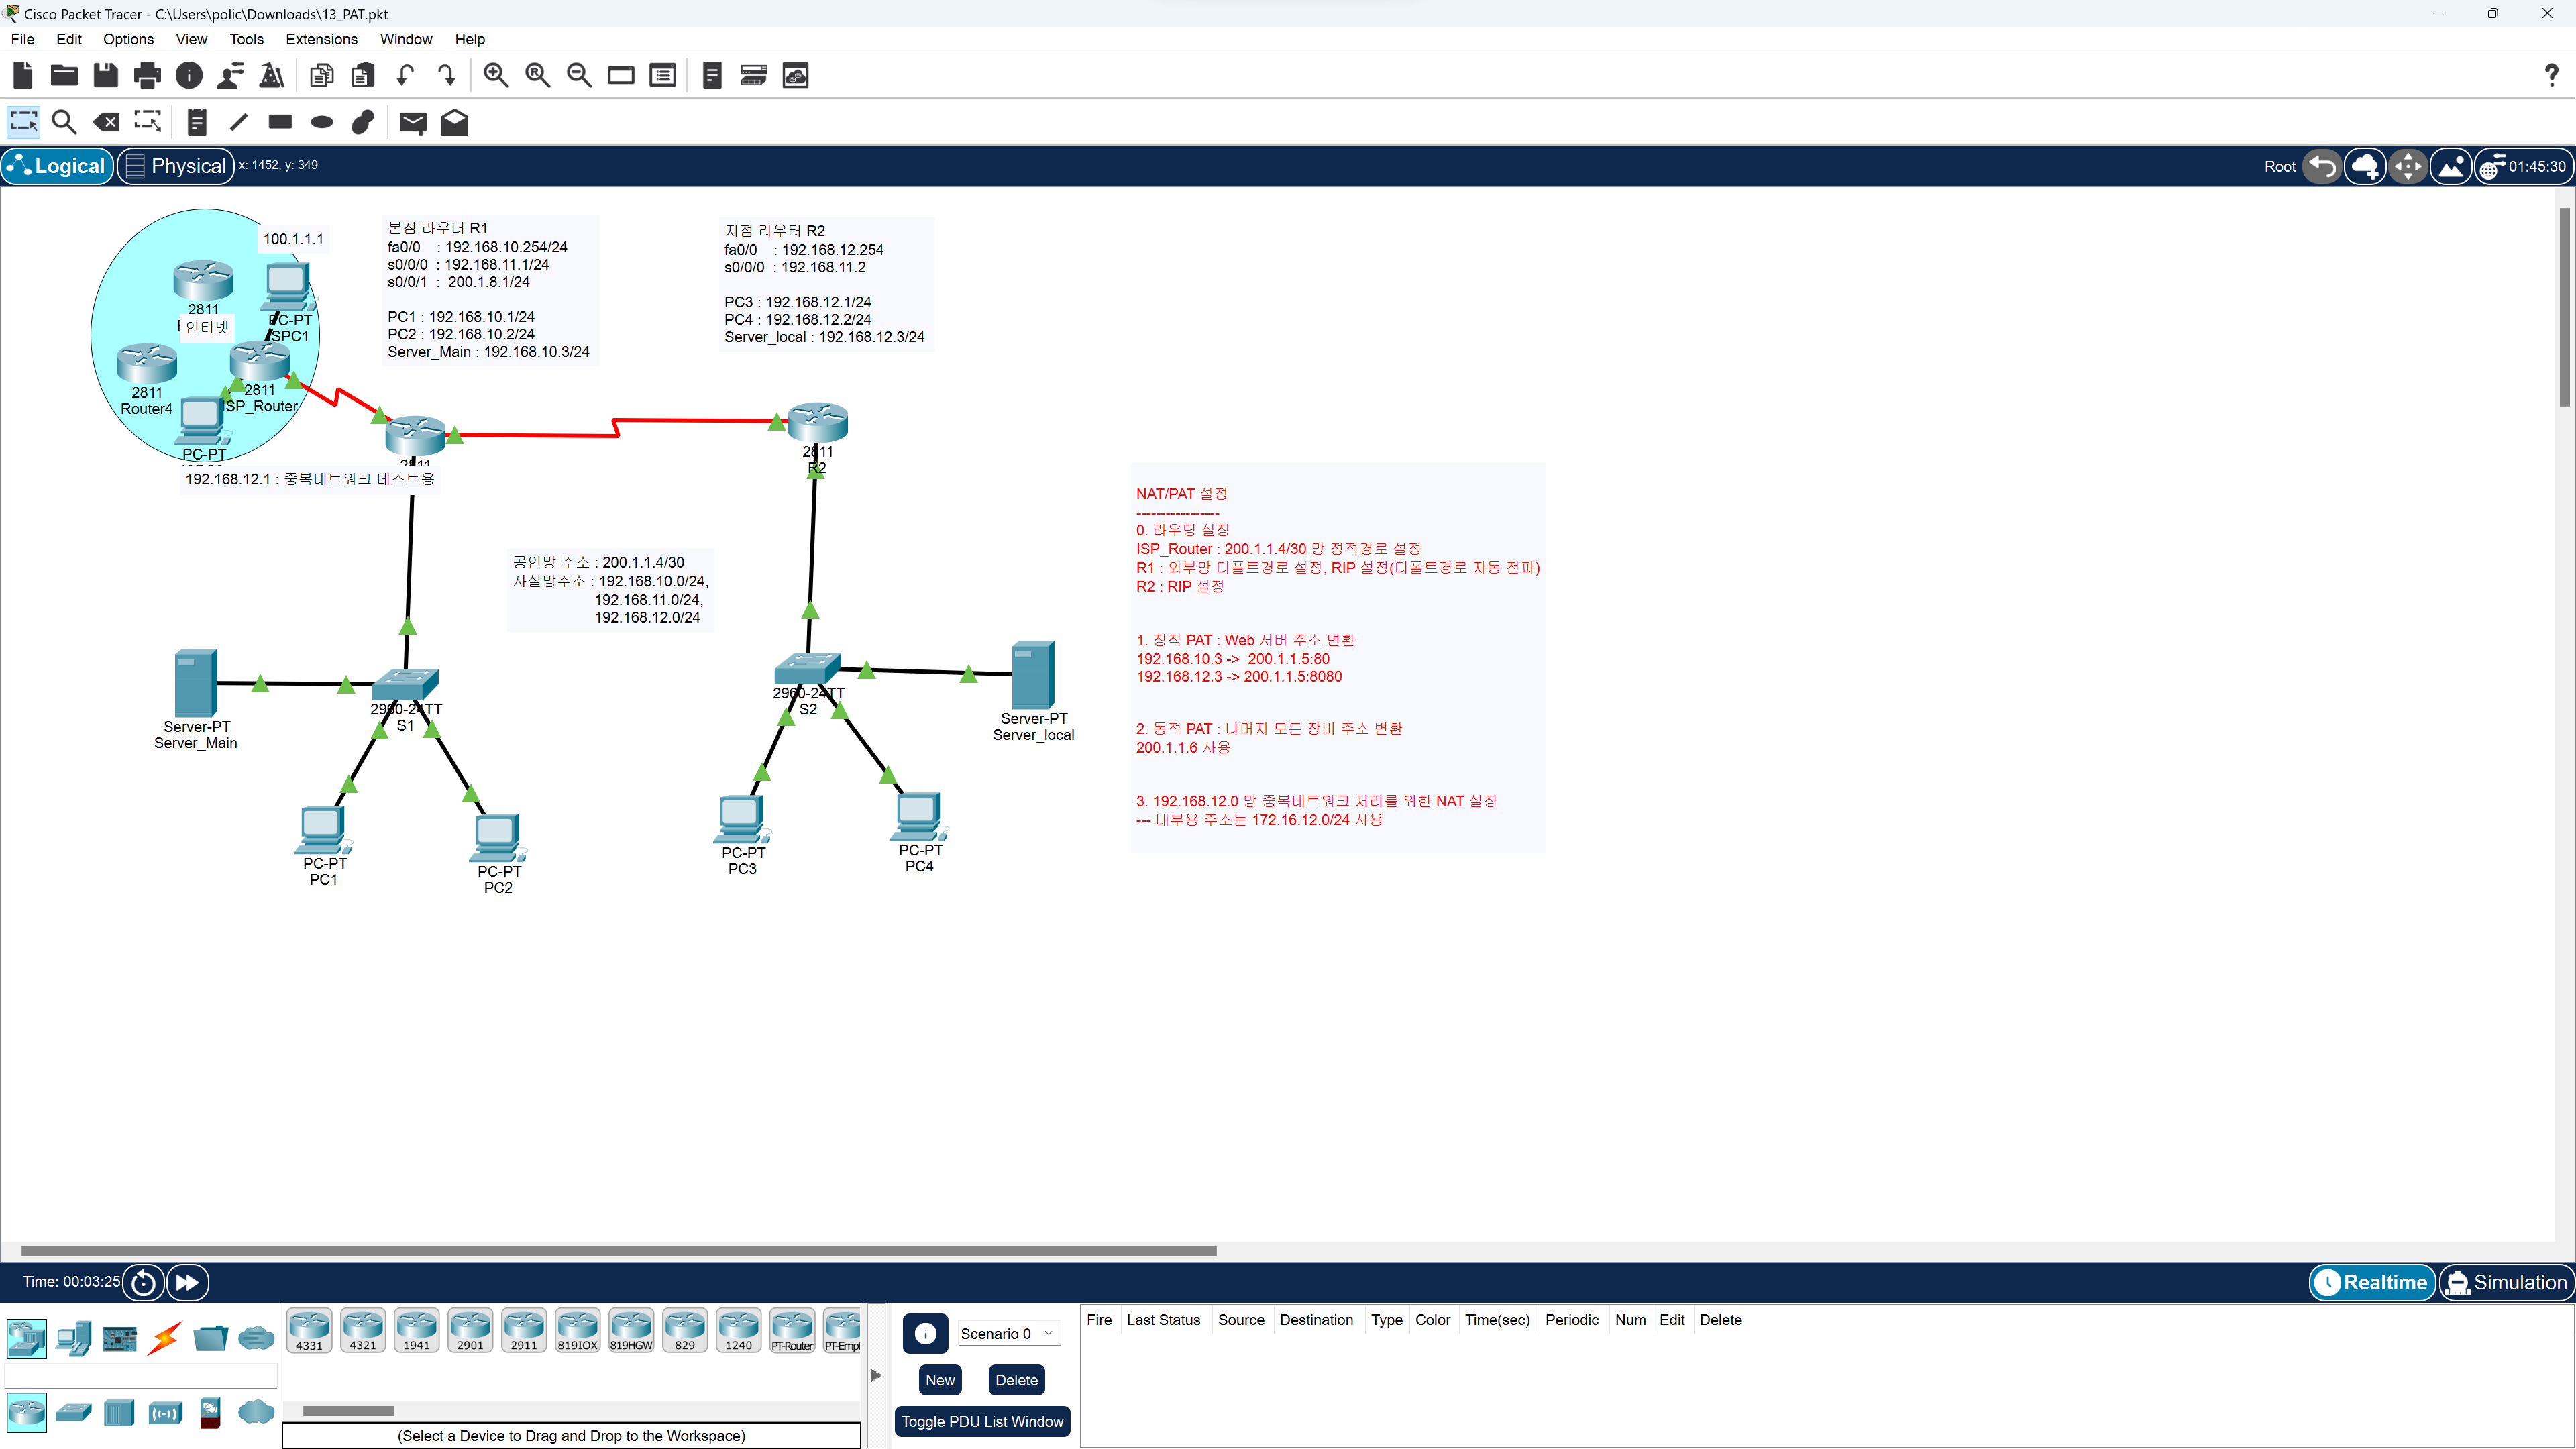 Cisco Packet Tracer - C:\Users\polic\Downloads\13_PAT.pkt
File Edit Options View Tools Extensions Window Help
Logical Physical x: 1452, y: 349 Root 01:45:30
100.1.1.1
2811
인터넷
PC-PT
SPC1
2811
Router4
2811
ISP_Router
PC-PT
192.168.12.1 : 중복네트워크 테스트용
본점 라우터 R1
fa0/0 : 192.168.10.254/24
s0/0/0 : 192.168.11.1/24
s0/0/1 : 200.1.8.1/24
PC1 : 192.168.10.1/24
PC2 : 192.168.10.2/24
Server_Main : 192.168.10.3/24
지점 라우터 R2
fa0/0 : 192.168.12.254
s0/0/0 : 192.168.11.2
PC3 : 192.168.12.1/24
PC4 : 192.168.12.2/24
Server_local : 192.168.12.3/24
2811
2811
R2
공인망 주소 : 200.1.1.4/30
사설망주소 : 192.168.10.0/24,
192.168.11.0/24,
192.168.12.0/24
NAT/PAT 설정
-----------------
0. 라우팅 설정
ISP_Router : 200.1.1.4/30 망 정적경로 설정
R1 : 외부망 디폴트경로 설정, RIP 설정(디폴트경로 자동 전파)
R2 : RIP 설정
1. 정적 PAT : Web 서버 주소 변환
192.168.10.3 -> 200.1.1.5:80
192.168.12.3 -> 200.1.1.5:8080
2. 동적 PAT : 나머지 모든 장비 주소 변환
200.1.1.6 사용
3. 192.168.12.0 망 중복네트워크 처리를 위한 NAT 설정
--- 내부용 주소는 172.16.12.0/24 사용
Server-PT
Server_Main
2960-24TT
S1
2960-24TT
S2
Server-PT
Server_local
PC-PT
PC1
PC-PT
PC2
PC-PT
PC3
PC-PT
PC4
Time: 00:03:25 Realtime Simulation
4331 4321 1941 2901 2911 819IOX 819HGW 829 1240 PT-Router PT-Empt
(Select a Device to Drag and Drop to the Workspace)
Scenario 0
New Delete
Toggle PDU List Window
Fire Last Status Source Destination Type Color Time(sec) Periodic Num Edit Delete